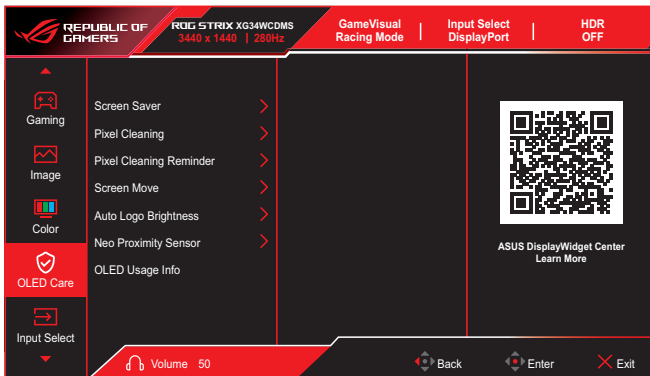 REPUBLIC OF
GAMERS
ROG STRIX XG34WCDMS
3440 x 1440 | 280Hz
GameVisual
Racing Mode
Input Select
DisplayPort
HDR
OFF
Gaming
Image
Color
OLED Care
Input Select
Screen Saver
Pixel Cleaning
Pixel Cleaning Reminder
Screen Move
Auto Logo Brightness
Neo Proximity Sensor
OLED Usage Info
ASUS DisplayWidget Center
Learn More
Volume 50
Back
Enter
Exit